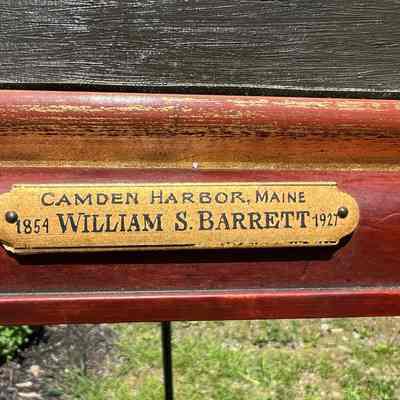 CAMDEN HARBOR, MAINE
1854 WILLIAM S. BARRETT 1927